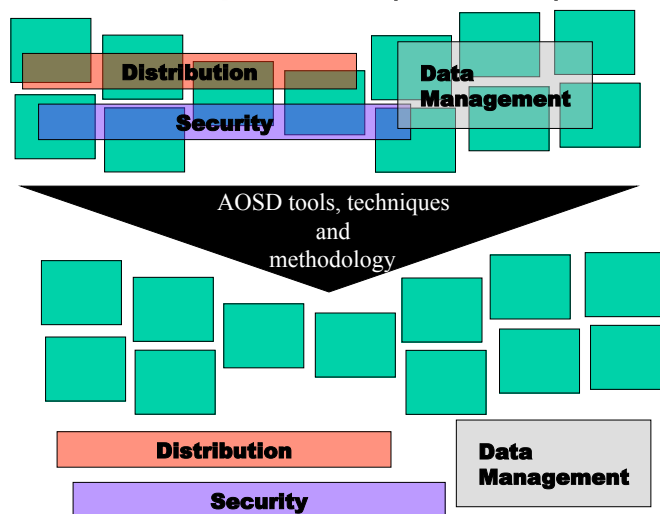 Distribution
Data
Management
Security
AOSD tools, techniques
and
methodology
Distribution
Data
Management
Security